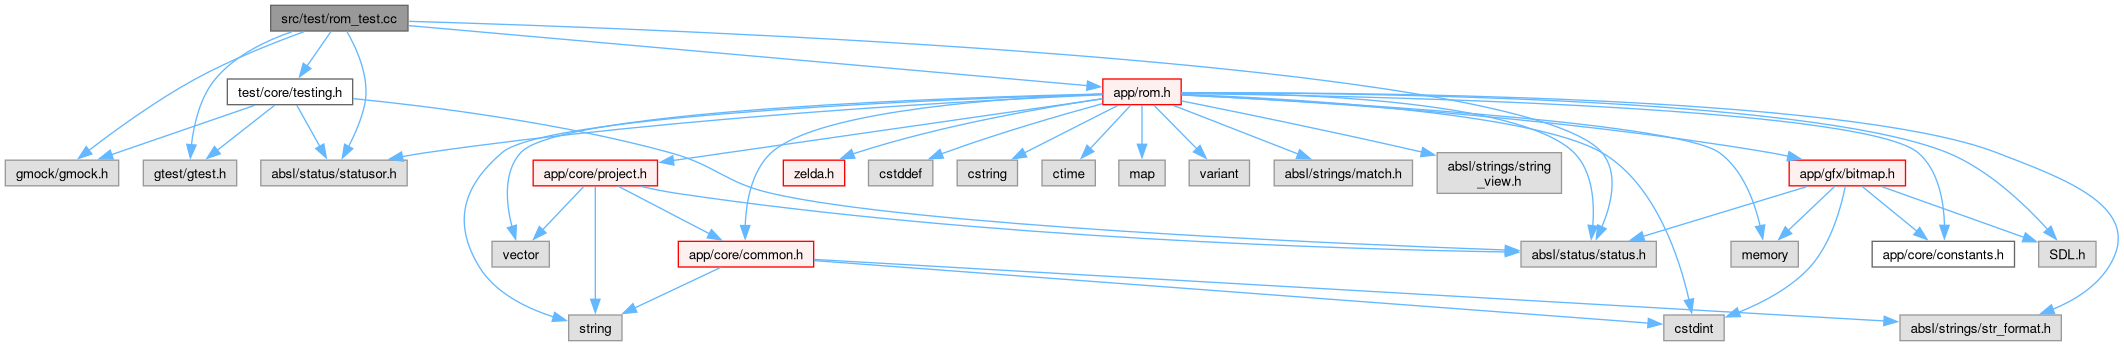 src/test/rom_test.cc
test/core/testing.h
app/rom.h
gmock/gmock.h
gtest/gtest.h
absl/status/statusor.h
app/core/project.h
zelda.h
cstddef
cstring
ctime
map
variant
absl/strings/match.h
absl/strings/string
_view.h
app/gfx/bitmap.h
vector
app/core/common.h
absl/status/status.h
memory
app/core/constants.h
SDL.h
string
cstdint
absl/strings/str_format.h